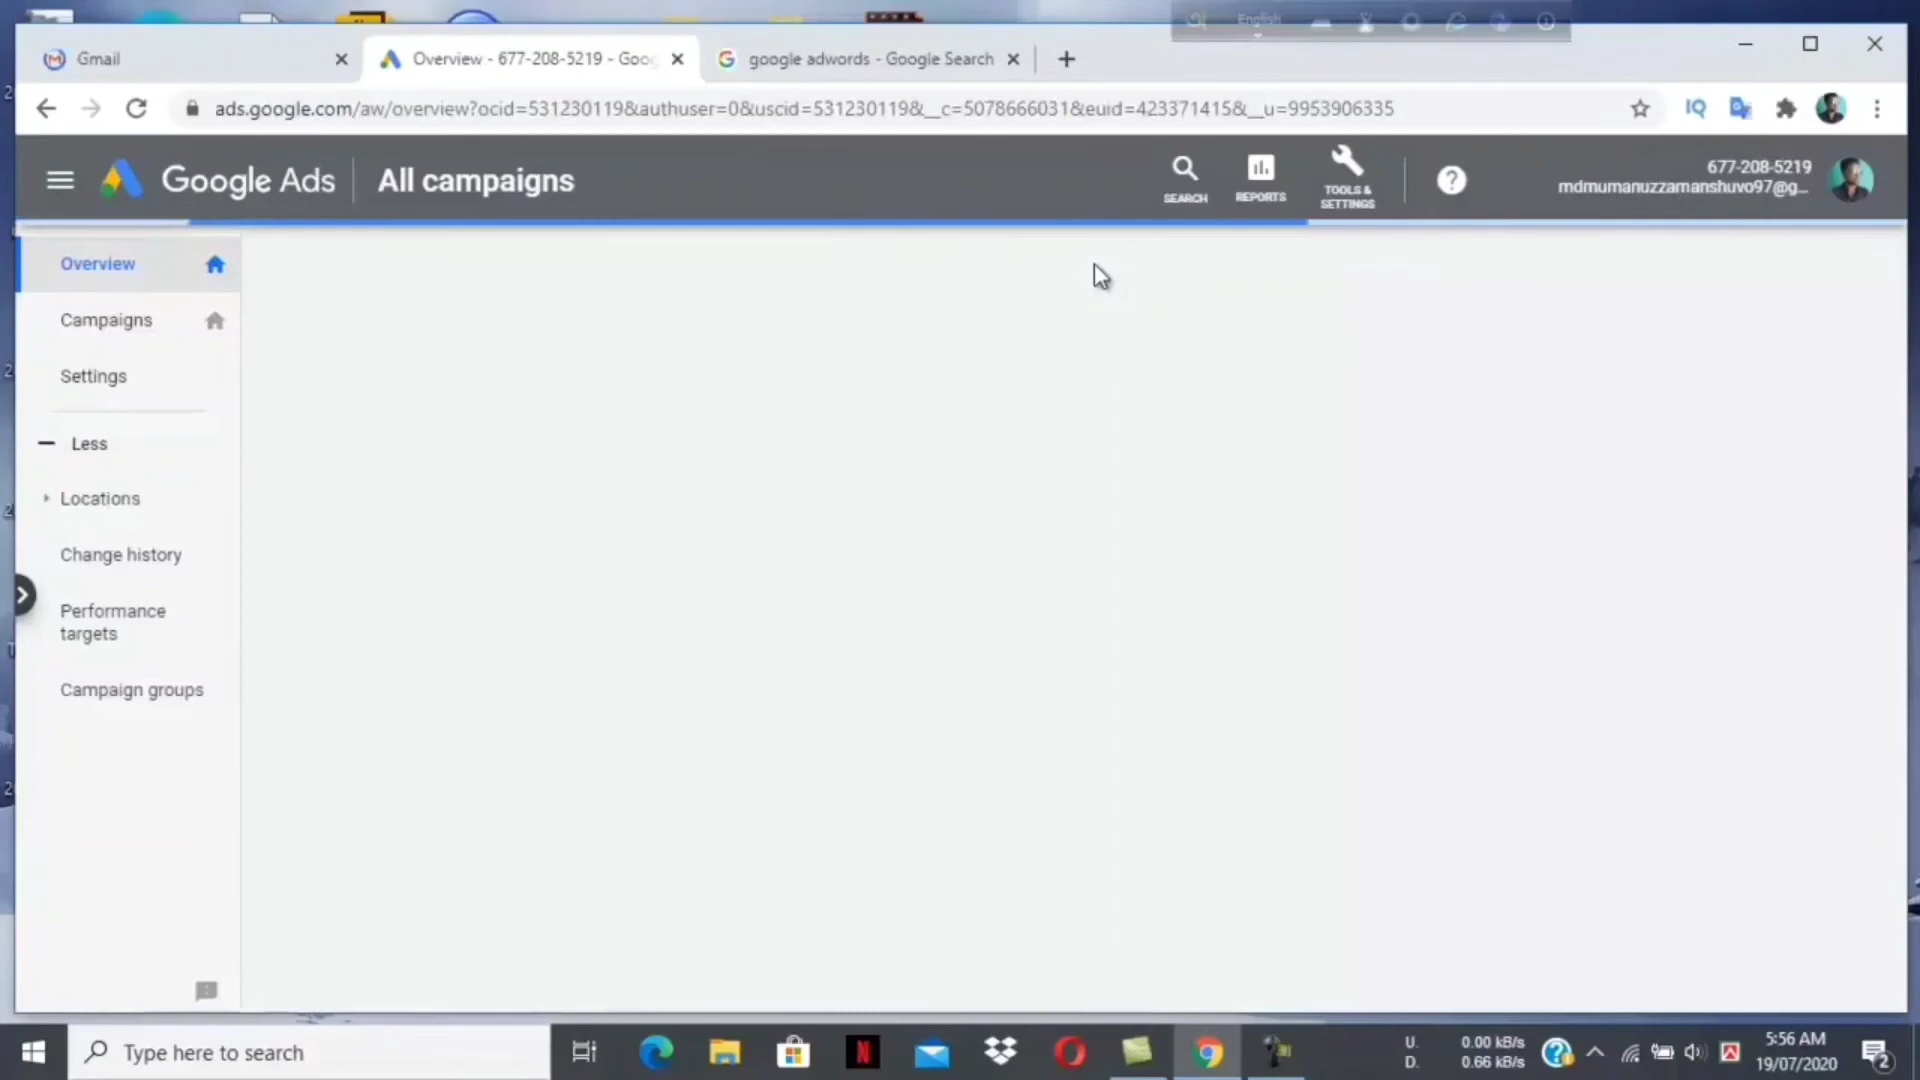 English
Gmail
Overview - 677-208-5219 - Goog
google adwords - Google Search
ads.google.com/aw/overview?ocid=531230119&authuser=0&uscid=531230119&__c=5078666031&euid=423371415&__u=9953906335
Google Ads
All campaigns
SEARCH
REPORTS
TOOLS &
SETTINGS
677-208-5219
mdmumanuzzamanshuvo97@g...
Overview
Campaigns
Settings
Less
Locations
Change history
Performance
targets
Campaign groups
Type here to search
U. 0.00 kB/s
D. 0.66 kB/s
5:56 AM
19/07/2020
2